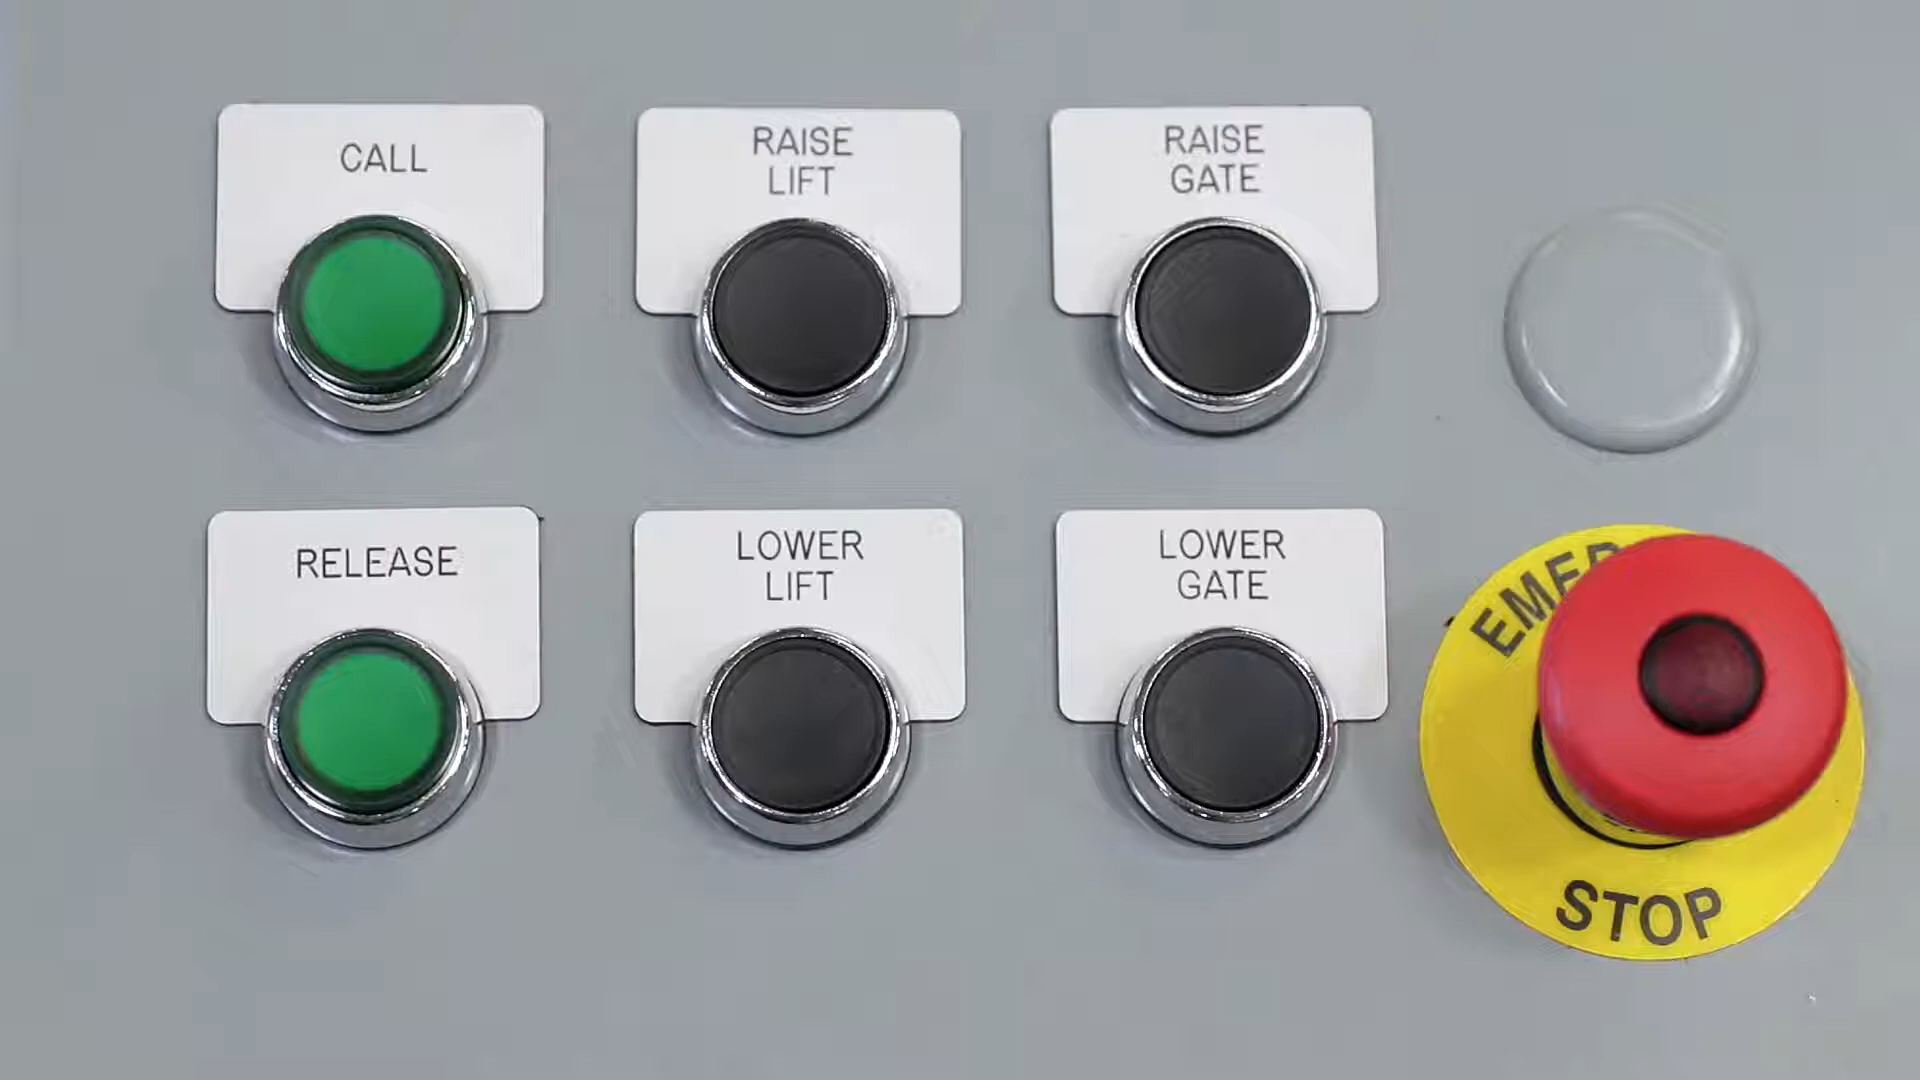 CALL
RAISE
LIFT
RAISE
GATE
RELEASE
LOWER
LIFT
LOWER
GATE
STOP